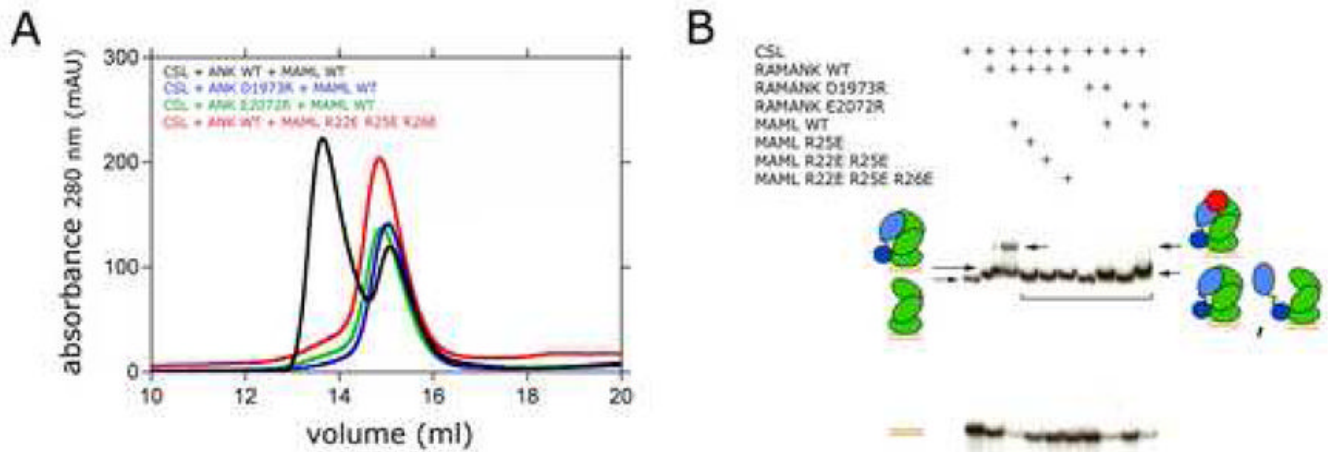 A
B
300
200
100
0
10
12
14
16
18
20
absorbance 280 nm (mAU)
volume (ml)
CSL + ANK WT + MAML WT
CSL + ANK D1973R + MAML WT
CSL + ANK E2072R + MAML WT
CSL + ANK WT + MAML R22E R25E R26E
CSL + + + + + + + + + +
RAMANK WT + + + + +
RAMANK D1973R + +
RAMANK E2072R + +
MAML WT + + +
MAML R25E +
MAML R22E R25E +
MAML R22E R25E R26E +
,